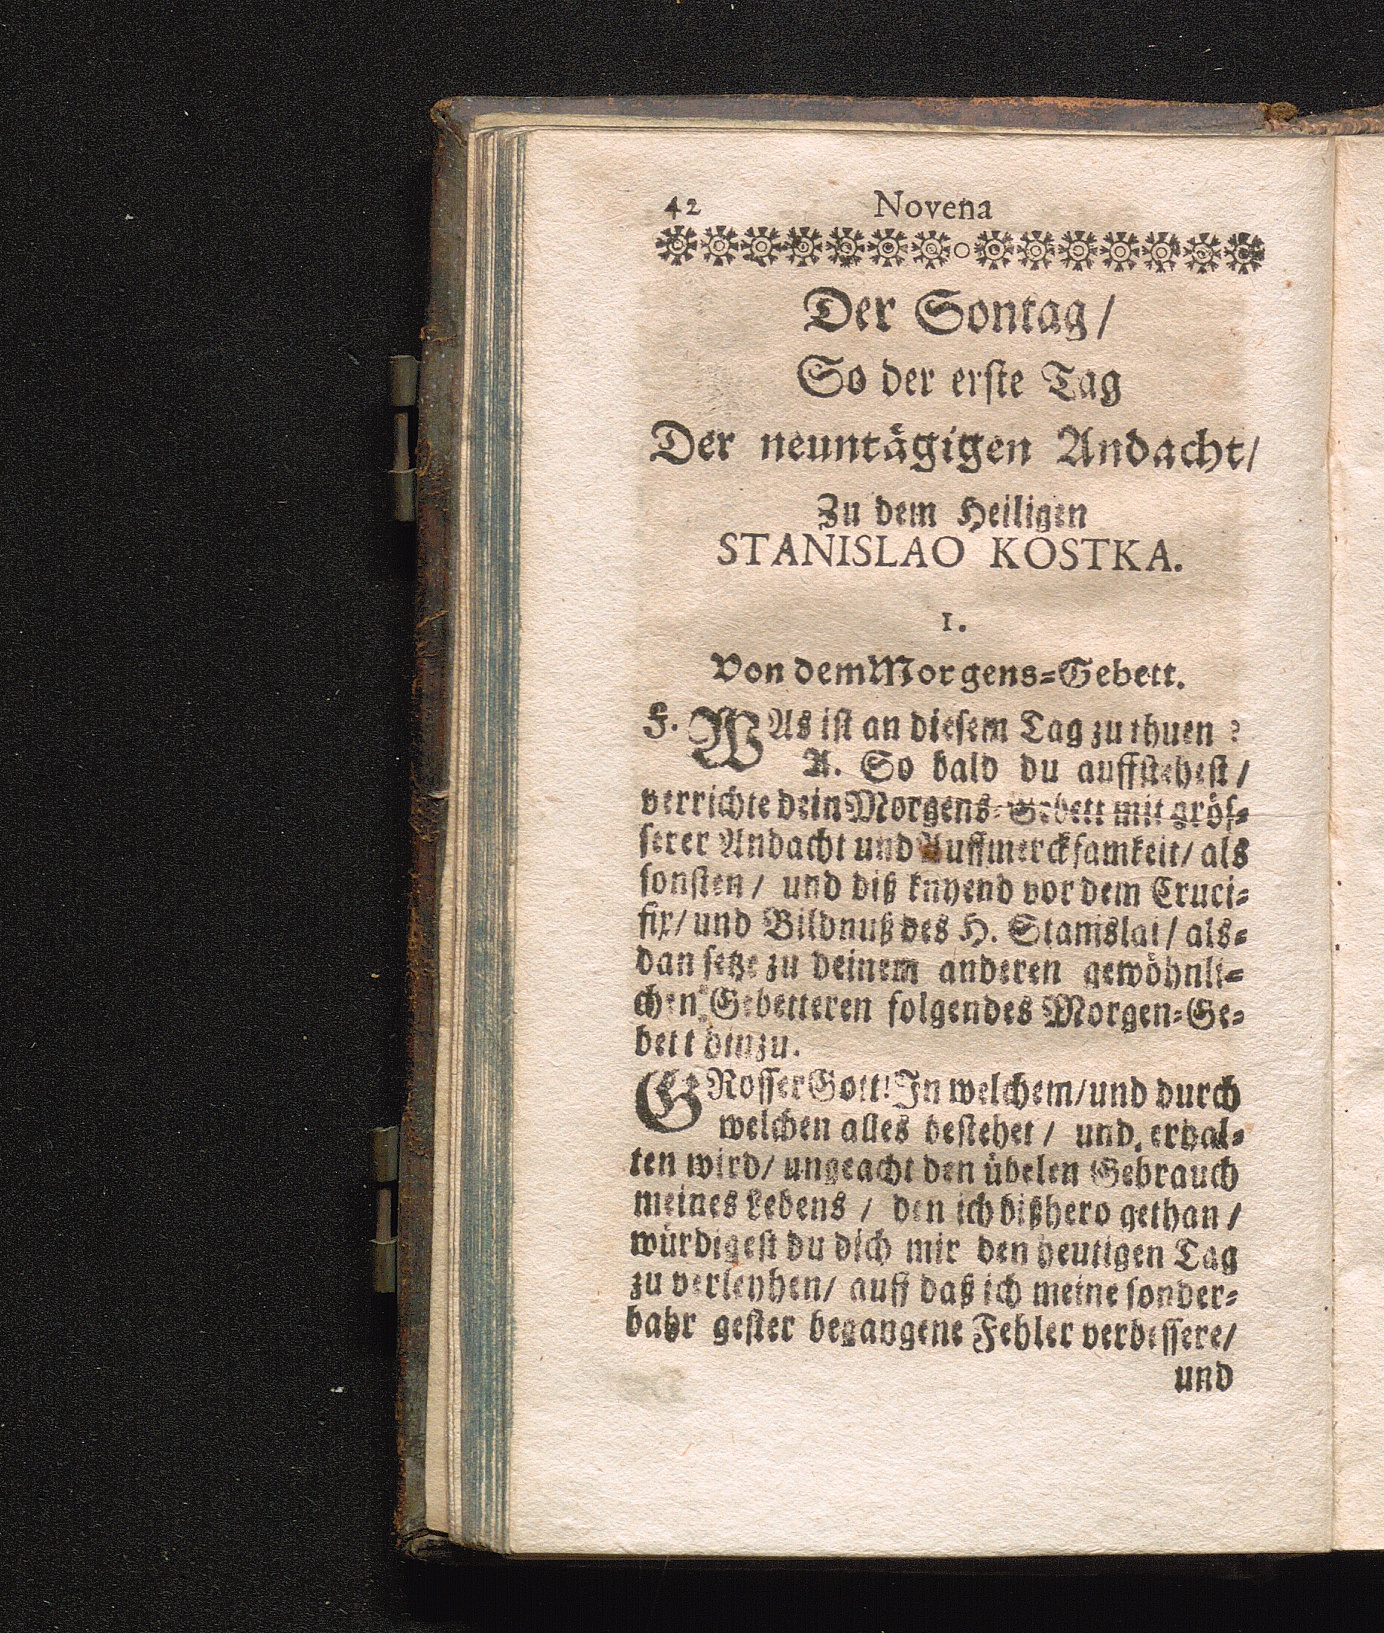 42 Novena
Der Sontag/
So der erste Tag
Der neuntägigen Andacht/
Zu dem Heiligen
STANISLAO KOSTKA.
1.
Von dem Morgens=Gebett.
F. WAs ist an diesem Tag zu thuen?
A. So bald du auffstehest/
verrichte dein Morgens=Gebett mit grös=
serer Andacht und Auffmercksamkeit/ als
sonsten/ und diß knyend vor dem Cruci=
fix/ und Bildnuß des H. Stanislai/ als=
dan setze zu deinem anderen gewöhnli=
chen Gebetteren folgendes Morgen=Ge=
bett hinzu.
GRosser Gott! In welchem/ und durch
welchen alles bestehet/ und erhal=
ten wird/ ungeacht den übelen Gebrauch
meines Lebens/ den ich bißhero gethan/
würdigest du dich mir den heutigen Tag
zu verleyhen/ auff daß ich meine sonder=
bahr gester begangene Fehler verbessere/
und